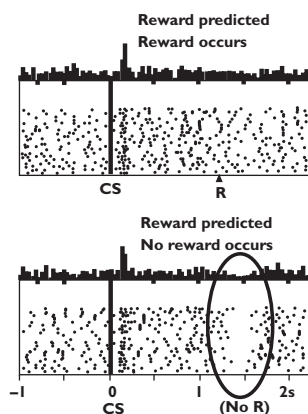 Reward predicted
Reward occurs
CS R
Reward predicted
No reward occurs
−1 0 1 2s
CS (No R)